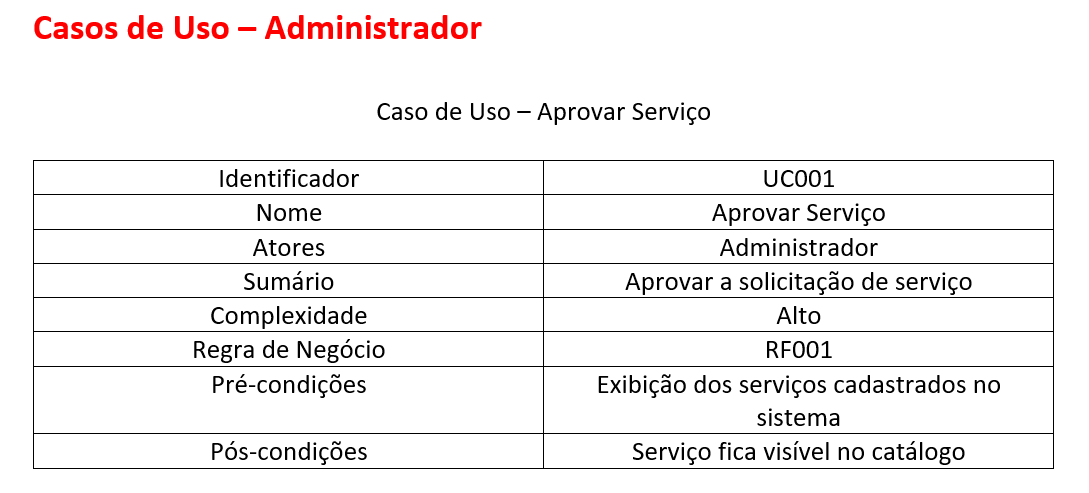 Casos de Uso – Administrador
Caso de Uso – Aprovar Serviço
Identificador UC001
Nome Aprovar Serviço
Atores Administrador
Sumário Aprovar a solicitação de serviço
Complexidade Alto
Regra de Negócio RF001
Pré-condições Exibição dos serviços cadastrados no
sistema
Pós-condições Serviço fica visível no catálogo